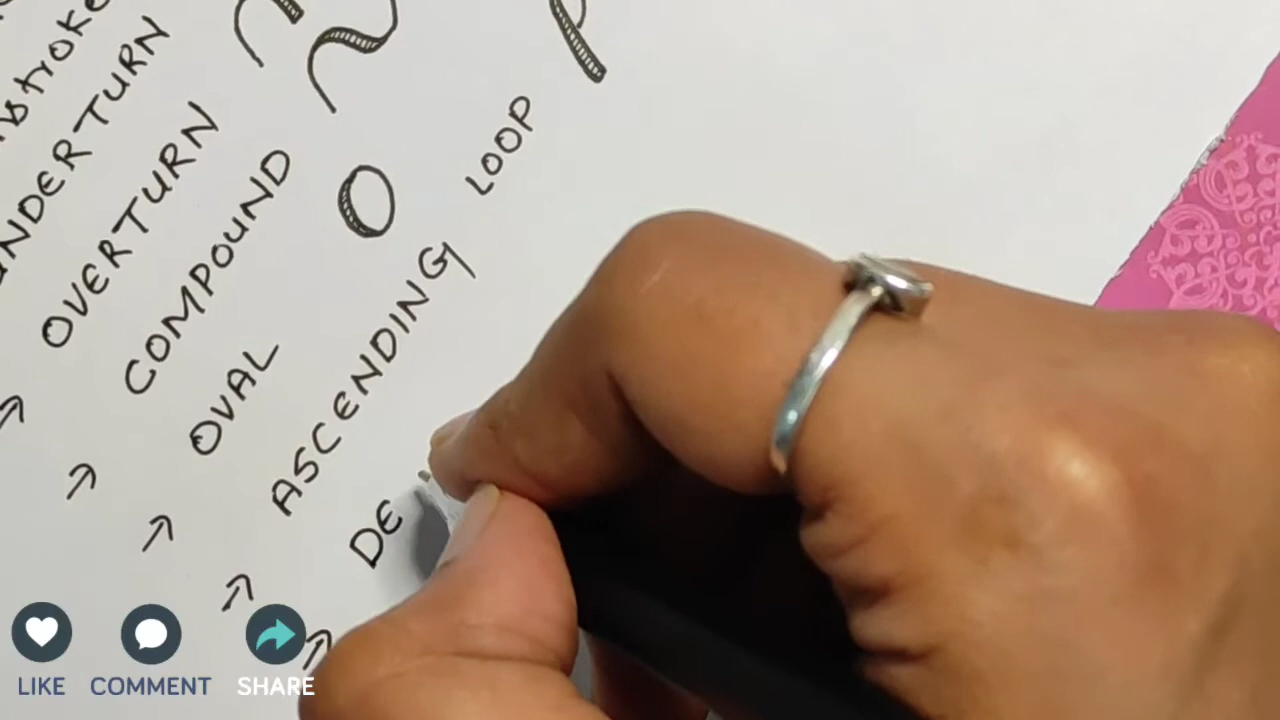 UNDERTURN
OVERTURN
COMPOUND
OVAL
ASCENDING LOOP
DE
LIKE
COMMENT
SHARE